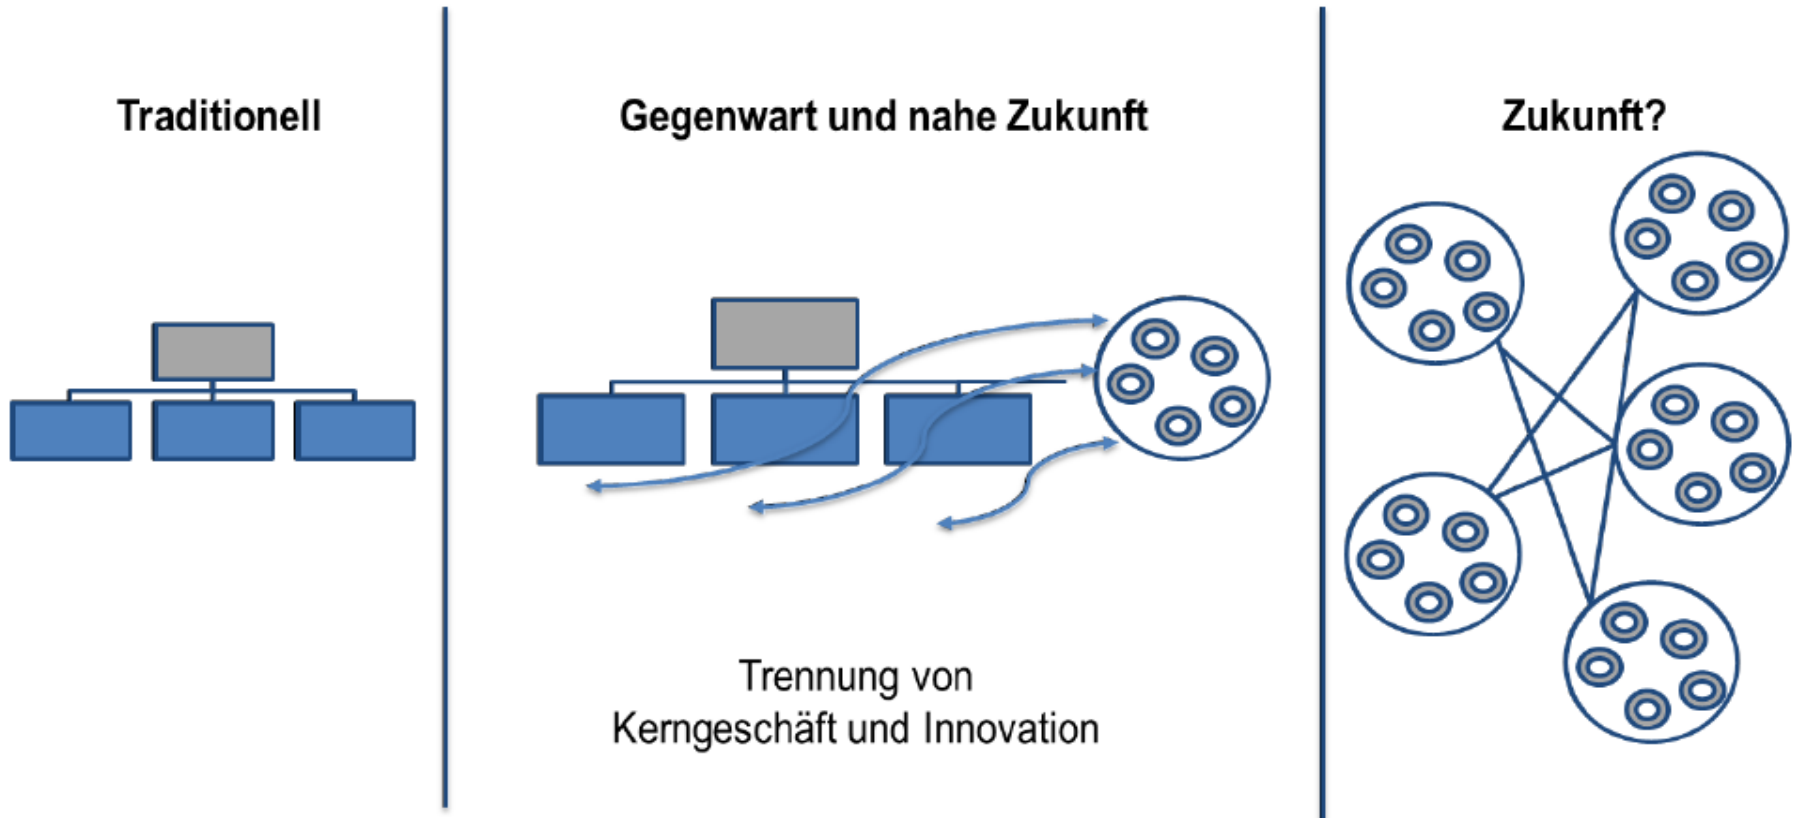 Traditionell
Gegenwart und nahe Zukunft
Zukunft?
Trennung von
Kerngeschäft und Innovation